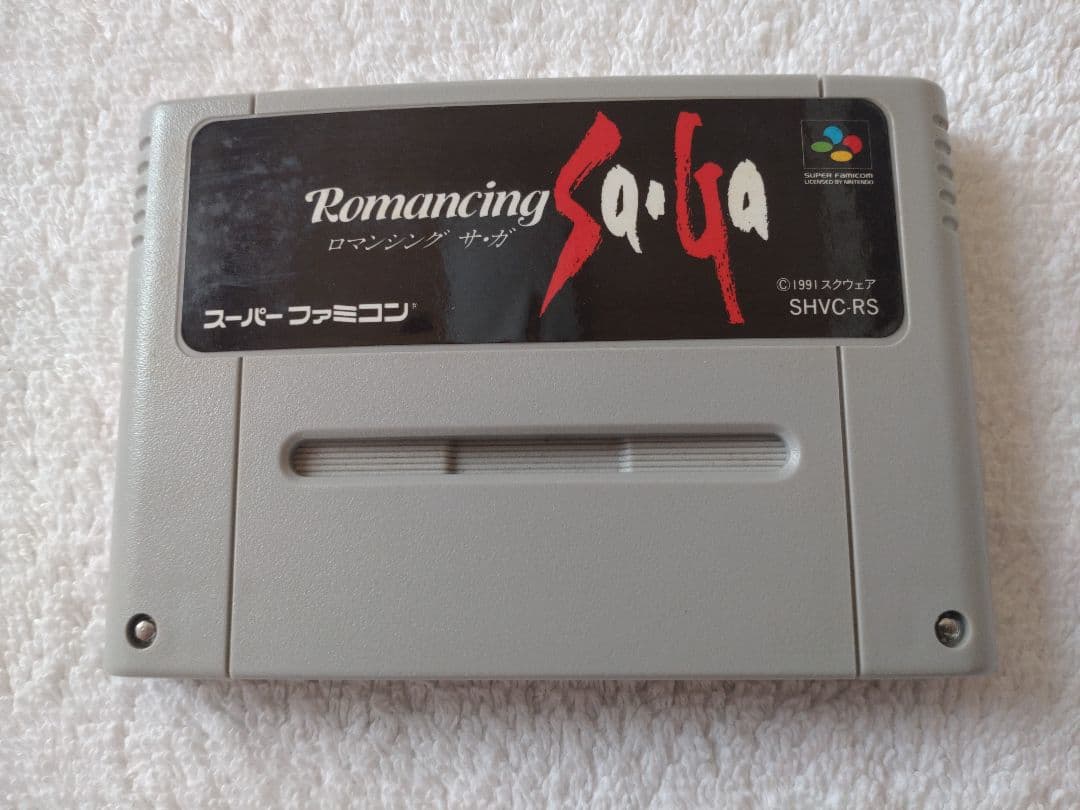 Romancing Sa·Ga
ロマンシング サ・ガ
SUPER FAMICOM
LICENSED BY NINTENDO
©1991 スクウェア
SHVC-RS
スーパーファミコン